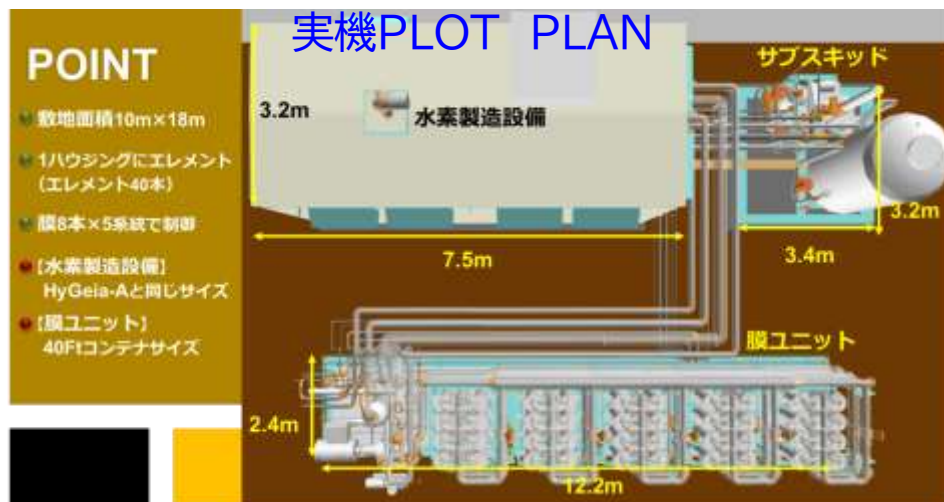 実機PLOT PLAN
POINT
敷地面積10m×18m
1ハウジングにエレメント
(エレメント40本)
膜8本×5系統で制御
【水素製造設備】
HyGeia-Aと同じサイズ
【膜ユニット】
40Ftコンテナサイズ
サブスキッド
3.2m
水素製造設備
3.2m
7.5m
3.4m
膜ユニット
2.4m
12.2m